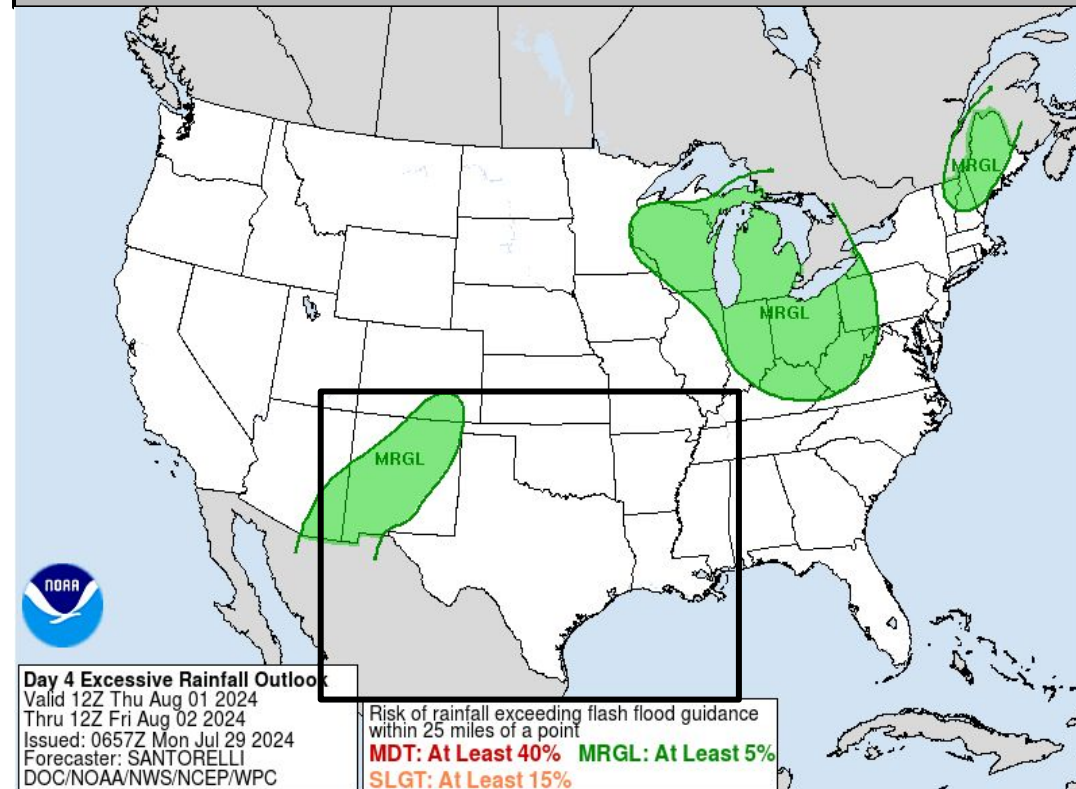 MRGL
MRGL
MRGL
NOAA
Day 4 Excessive Rainfall Outlook
Valid 12Z Thu Aug 01 2024
Thru 12Z Fri Aug 02 2024
Issued: 0657Z Mon Jul 29 2024
Forecaster: SANTORELLI
DOC/NOAA/NWS/NCEP/WPC
Risk of rainfall exceeding flash flood guidance
within 25 miles of a point
MDT: At Least 40% MRGL: At Least 5%
SLGT: At Least 15%